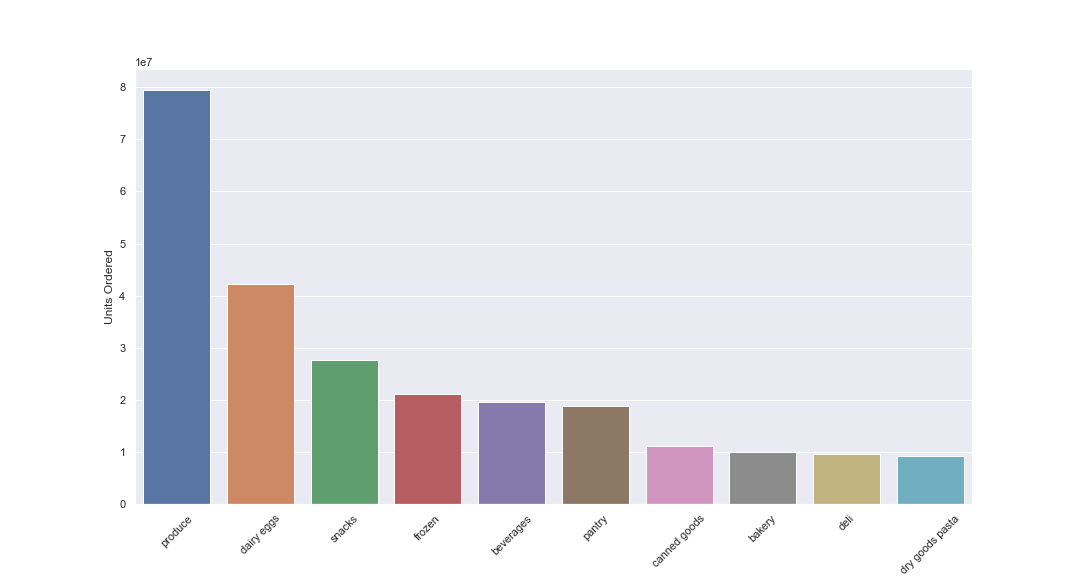 1e7
8
7
6
5
4
3
2
1
0
Units Ordered
produce
dairy eggs
snacks
frozen
beverages
pantry
canned goods
bakery
deli
dry goods pasta